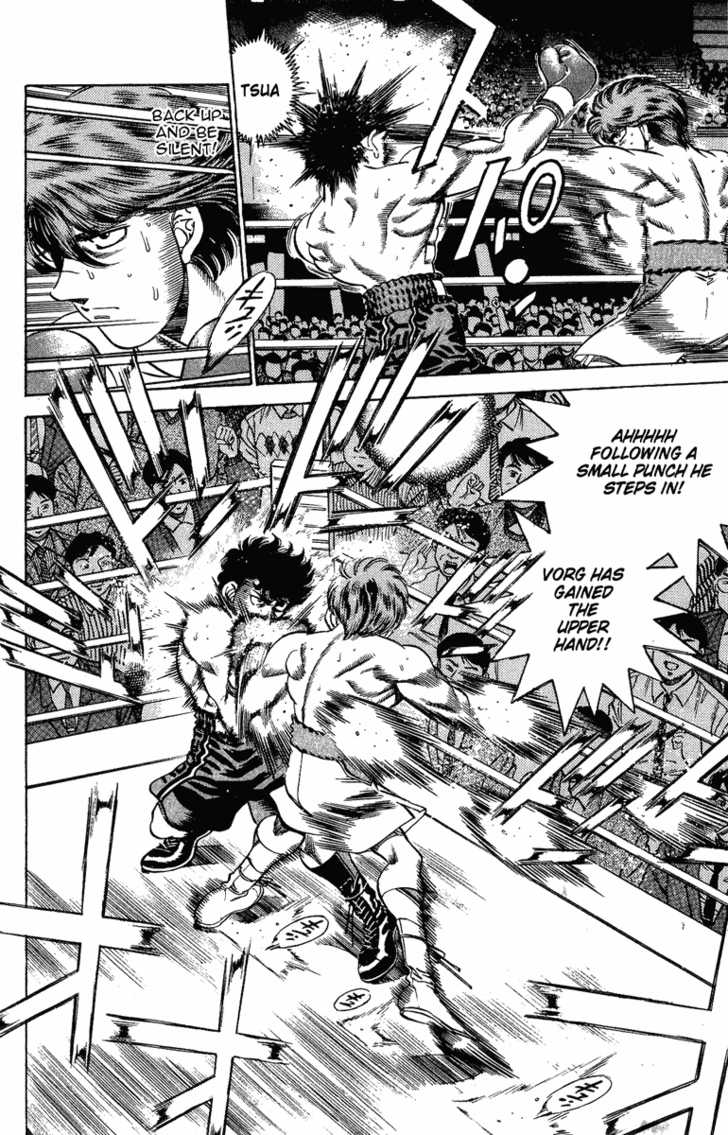 TSUA
BACK UP
AND BE
SILENT!
AHHHHH
FOLLOWING A
SMALL PUNCH HE
STEPS IN!
VORG HAS
GAINED
THE
UPPER
HAND!!